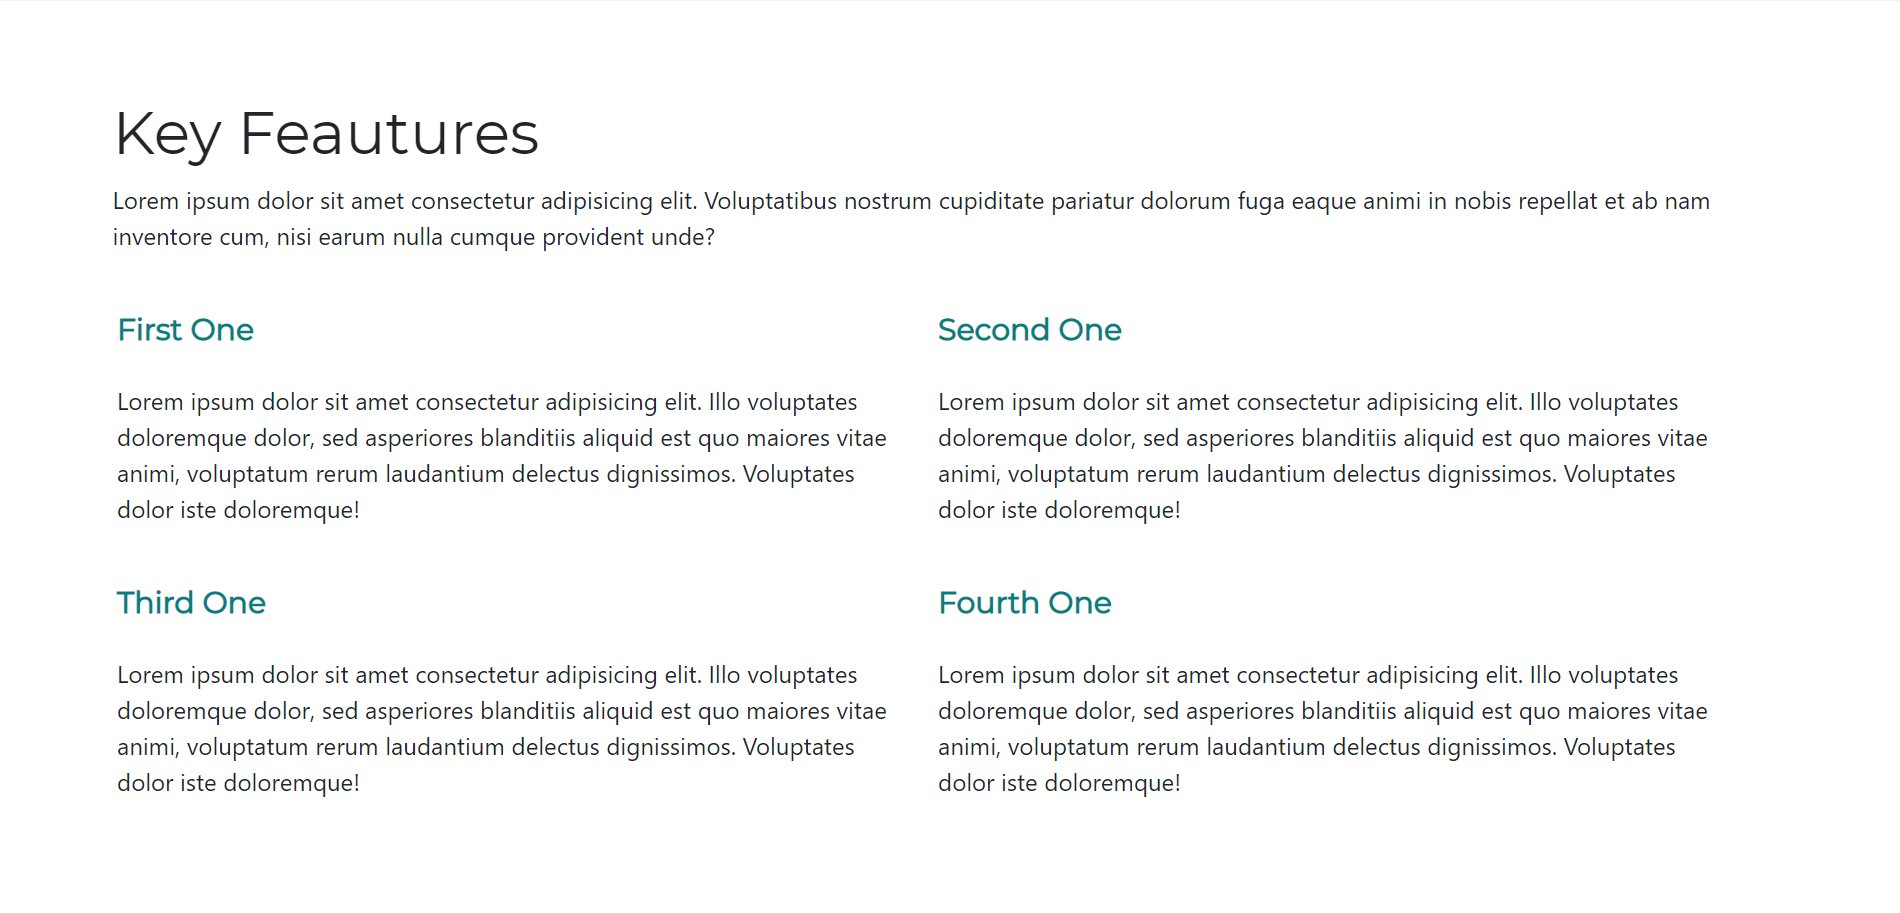 Key Feautures
Lorem ipsum dolor sit amet consectetur adipisicing elit. Voluptatibus nostrum cupiditate pariatur dolorum fuga eaque animi in nobis repellat et ab nam
inventore cum, nisi earum nulla cumque provident unde?
First One
Lorem ipsum dolor sit amet consectetur adipisicing elit. Illo voluptates
doloremque dolor, sed asperiores blanditiis aliquid est quo maiores vitae
animi, voluptatum rerum laudantium delectus dignissimos. Voluptates
dolor iste doloremque!
Second One
Lorem ipsum dolor sit amet consectetur adipisicing elit. Illo voluptates
doloremque dolor, sed asperiores blanditiis aliquid est quo maiores vitae
animi, voluptatum rerum laudantium delectus dignissimos. Voluptates
dolor iste doloremque!
Third One
Lorem ipsum dolor sit amet consectetur adipisicing elit. Illo voluptates
doloremque dolor, sed asperiores blanditiis aliquid est quo maiores vitae
animi, voluptatum rerum laudantium delectus dignissimos. Voluptates
dolor iste doloremque!
Fourth One
Lorem ipsum dolor sit amet consectetur adipisicing elit. Illo voluptates
doloremque dolor, sed asperiores blanditiis aliquid est quo maiores vitae
animi, voluptatum rerum laudantium delectus dignissimos. Voluptates
dolor iste doloremque!